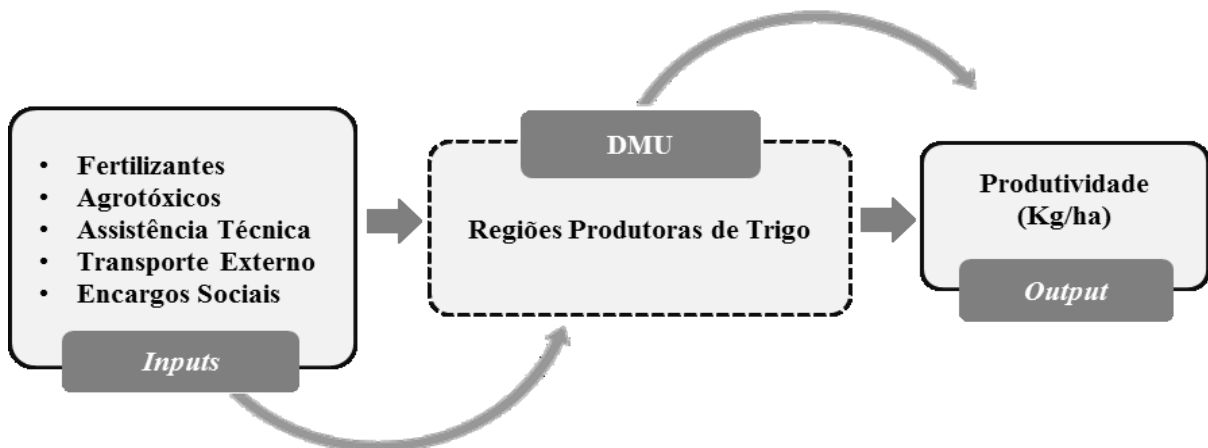 • Fertilizantes
• Agrotóxicos
• Assistência Técnica
• Transporte Externo
• Encargos Sociais
Inputs
DMU
Regiões Produtoras de Trigo
Produtividade
(Kg/ha)
Output